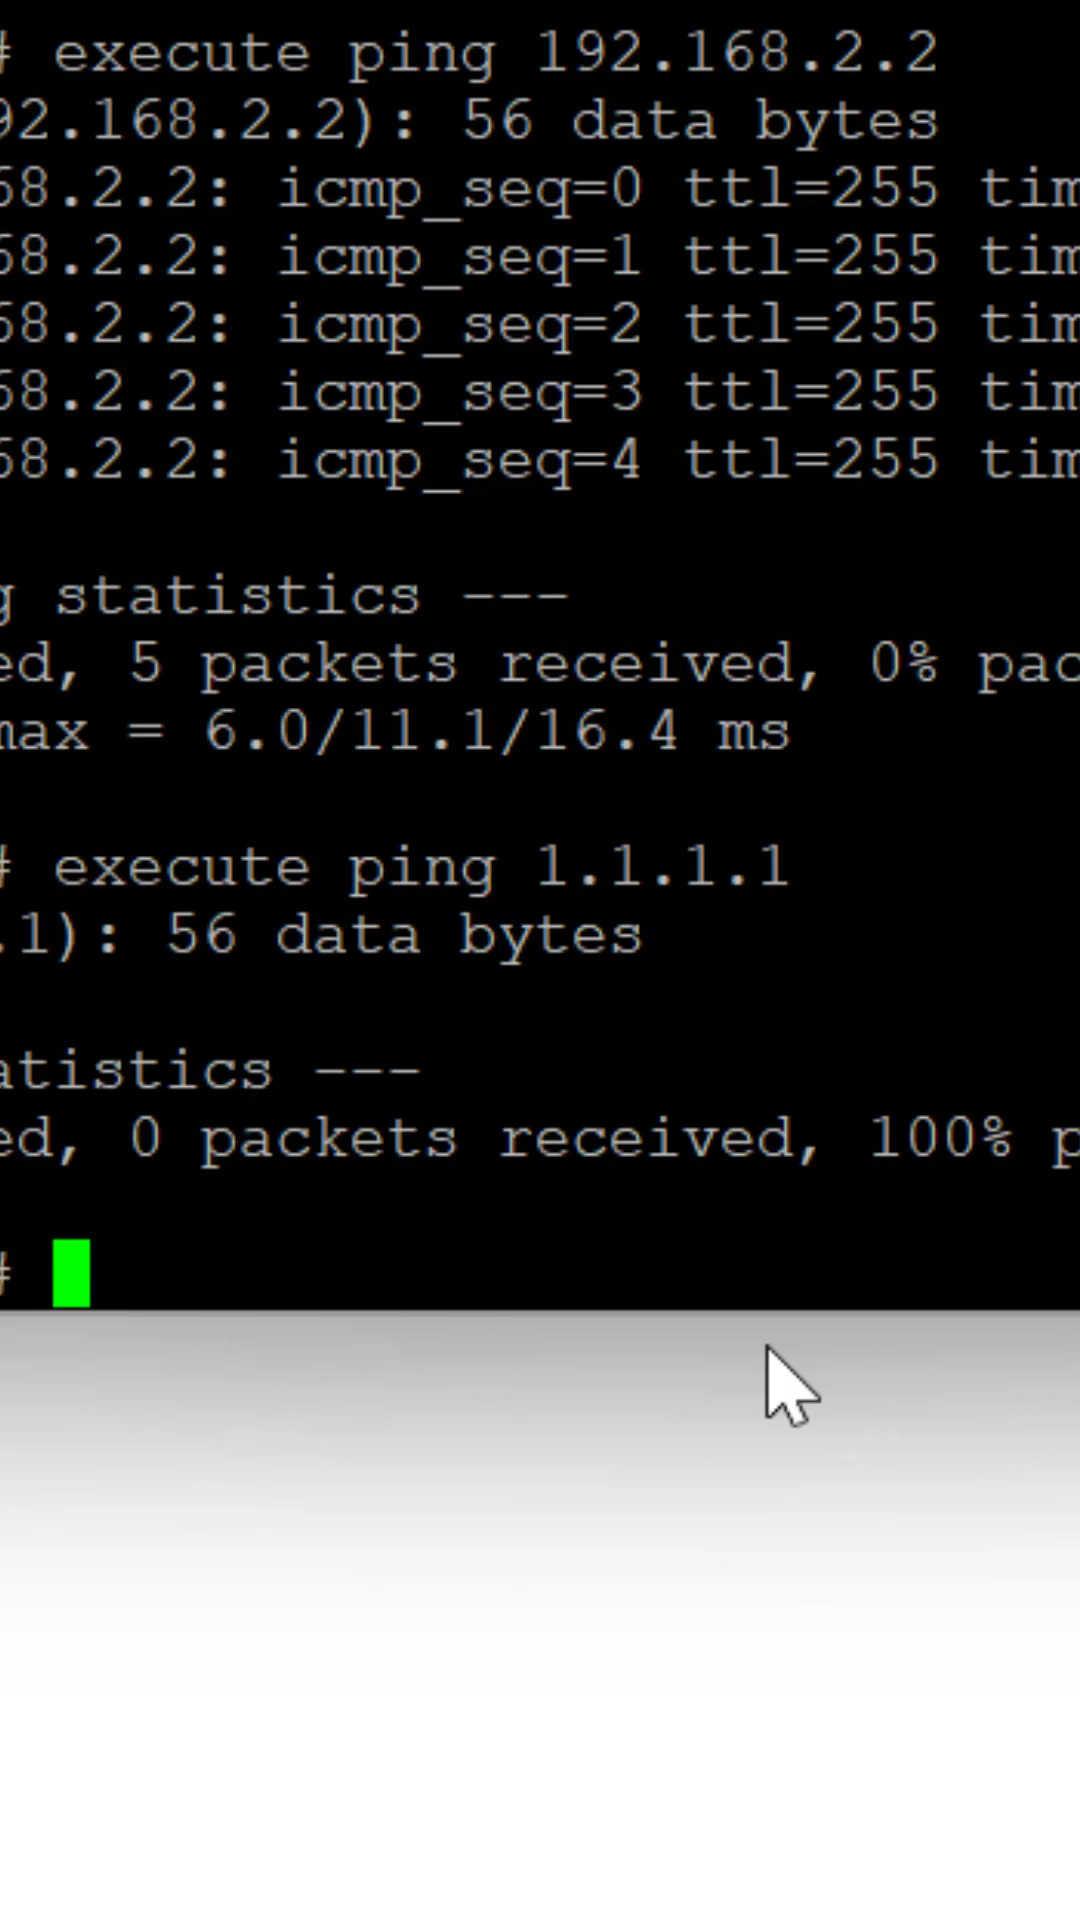 # execute ping 192.168.2.2
92.168.2.2): 56 data bytes
68.2.2: icmp_seq=0 ttl=255 tim
68.2.2: icmp_seq=1 ttl=255 tim
68.2.2: icmp_seq=2 ttl=255 tim
68.2.2: icmp_seq=3 ttl=255 tim
68.2.2: icmp_seq=4 ttl=255 tim
g statistics ---
ed, 5 packets received, 0% pac
max = 6.0/11.1/16.4 ms
# execute ping 1.1.1.1
.1): 56 data bytes
atistics ---
ed, 0 packets received, 100% p
#